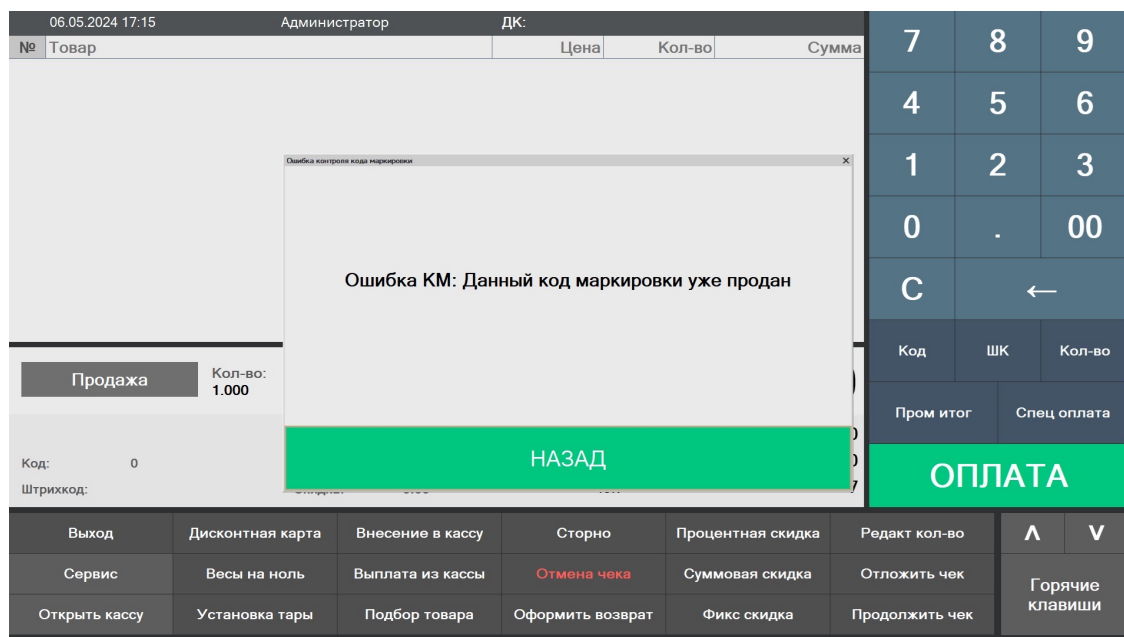 06.05.2024 17:15 Администратор ДК:
№ Товар Цена Кол-во Сумма
7 8 9
4 5 6
1 2 3
0 . 00
C ←
Код ШК Кол-во
Пром итог Спец оплата
ОПЛАТА
Ошибка контроля кода маркировки ×
Ошибка КМ: Данный код маркировки уже продан
НАЗАД
Продажа Кол-во:
1.000
Код: 0
Штрихкод:
Выход Дисконтная карта Внесение в кассу Сторно Процентная скидка Редакт кол-во
Сервис Весы на ноль Выплата из кассы Отмена чека Суммовая скидка Отложить чек
Открыть кассу Установка тары Подбор товара Оформить возврат Фикс скидка Продолжить чек
Горячие
клавиши